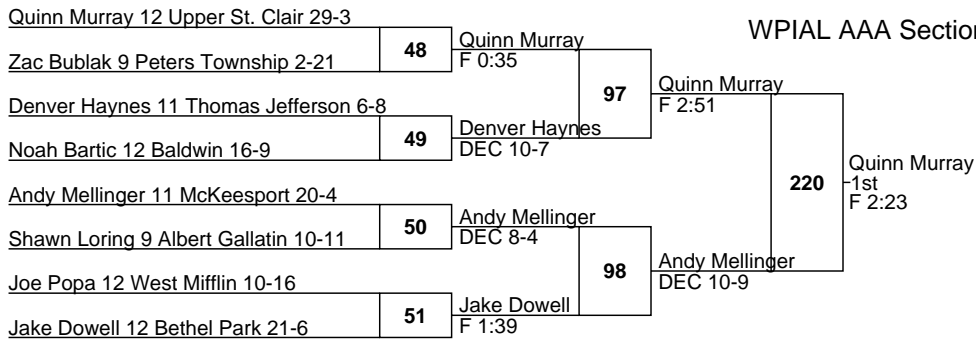 Quinn Murray 12 Upper St. Clair 29-3
WPIAL AAA Section
48
Quinn Murray
F 0:35
Zac Bublak 9 Peters Township 2-21
97
Quinn Murray
F 2:51
Denver Haynes 11 Thomas Jefferson 6-8
49
Denver Haynes
DEC 10-7
Noah Bartic 12 Baldwin 16-9
220
Quinn Murray
1st
F 2:23
Andy Mellinger 11 McKeesport 20-4
50
Andy Mellinger
DEC 8-4
Shawn Loring 9 Albert Gallatin 10-11
98
Andy Mellinger
DEC 10-9
Joe Popa 12 West Mifflin 10-16
51
Jake Dowell
F 1:39
Jake Dowell 12 Bethel Park 21-6